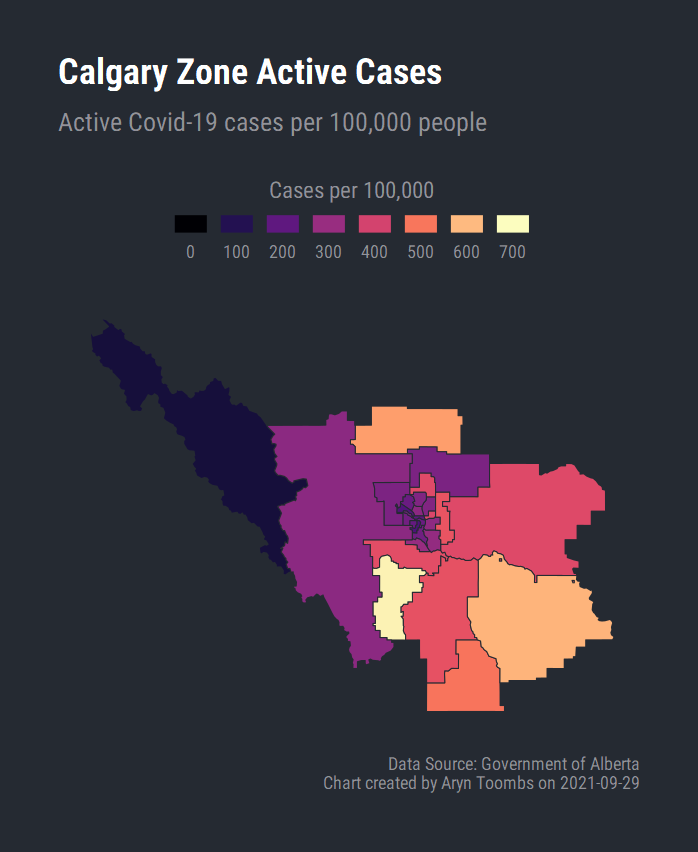 Calgary Zone Active Cases
Active Covid-19 cases per 100,000 people
Cases per 100,000
0 100 200 300 400 500 600 700
Data Source: Government of Alberta
Chart created by Aryn Toombs on 2021-09-29